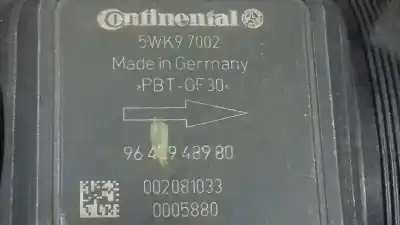 Continental
5WK9 7002
Made in Germany
>PBT-GF30<
96 489 80
002081033
0005880